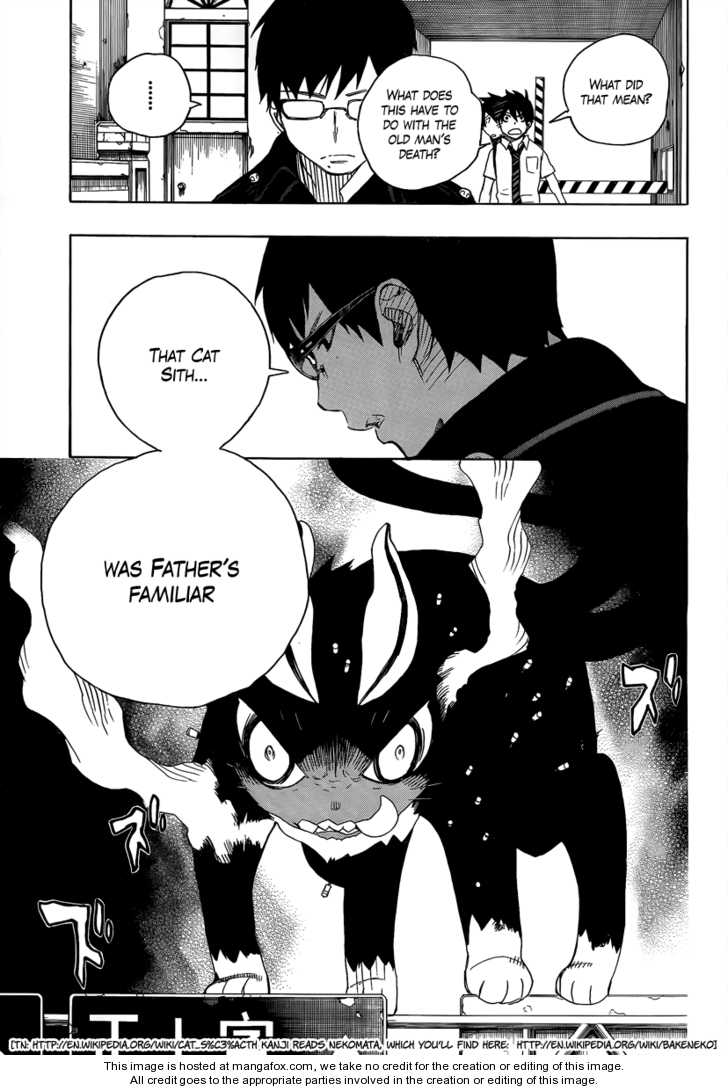 WHAT DID
THAT MEAN?
WHAT DOES
THIS HAVE TO
DO WITH THE
OLD MAN'S
DEATH?
........
THAT CAT
SITH...
WAS FATHER'S
FAMILIAR
ズ゛
ズ゛
ズ゛
[TN: HTTP://EN.WIKIPEDIA.ORG/WIKI/CAT_S%C3%ACTH KANJI READS NEKOMATA, WHICH YOU'LL FIND HERE: HTTP://EN.WIKIPEDIA.ORG/WIKI/BAKENEKO]
This image is hosted at mangafox.com, we take no credit for the creation or editing of this image.
All credit goes to the appropriate parties involved in the creation or editing of this image.